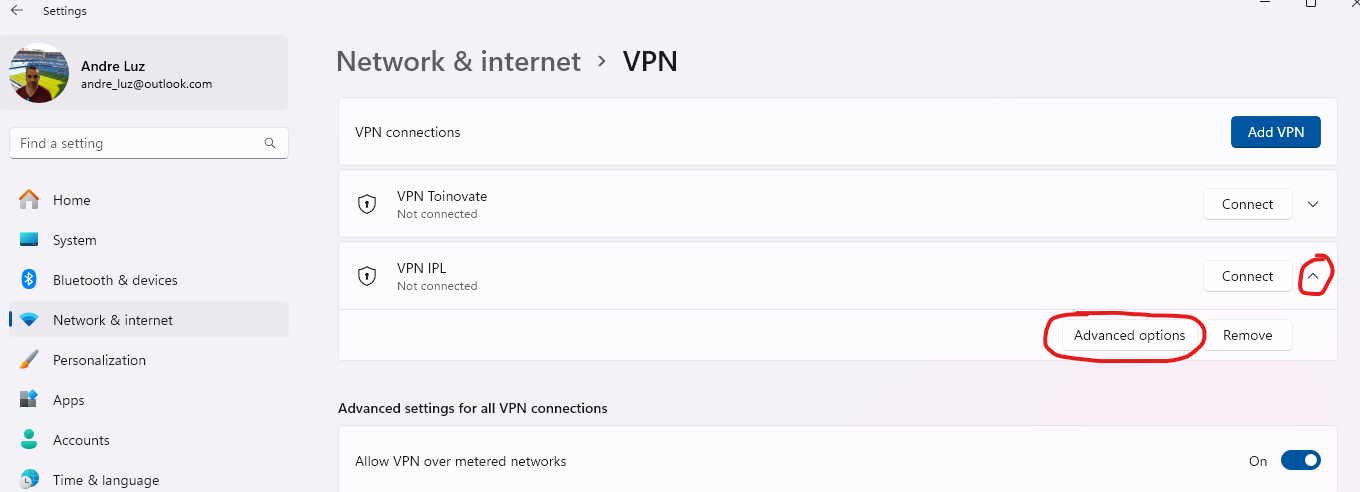 Settings
Andre Luz
andre_luz@outlook.com
Find a setting
Home
System
Bluetooth & devices
Network & internet
Personalization
Apps
Accounts
Time & language
Network & internet > VPN
VPN connections
Add VPN
VPN Toinovate
Not connected
Connect
VPN IPL
Not connected
Connect
Advanced options
Remove
Advanced settings for all VPN connections
Allow VPN over metered networks
On